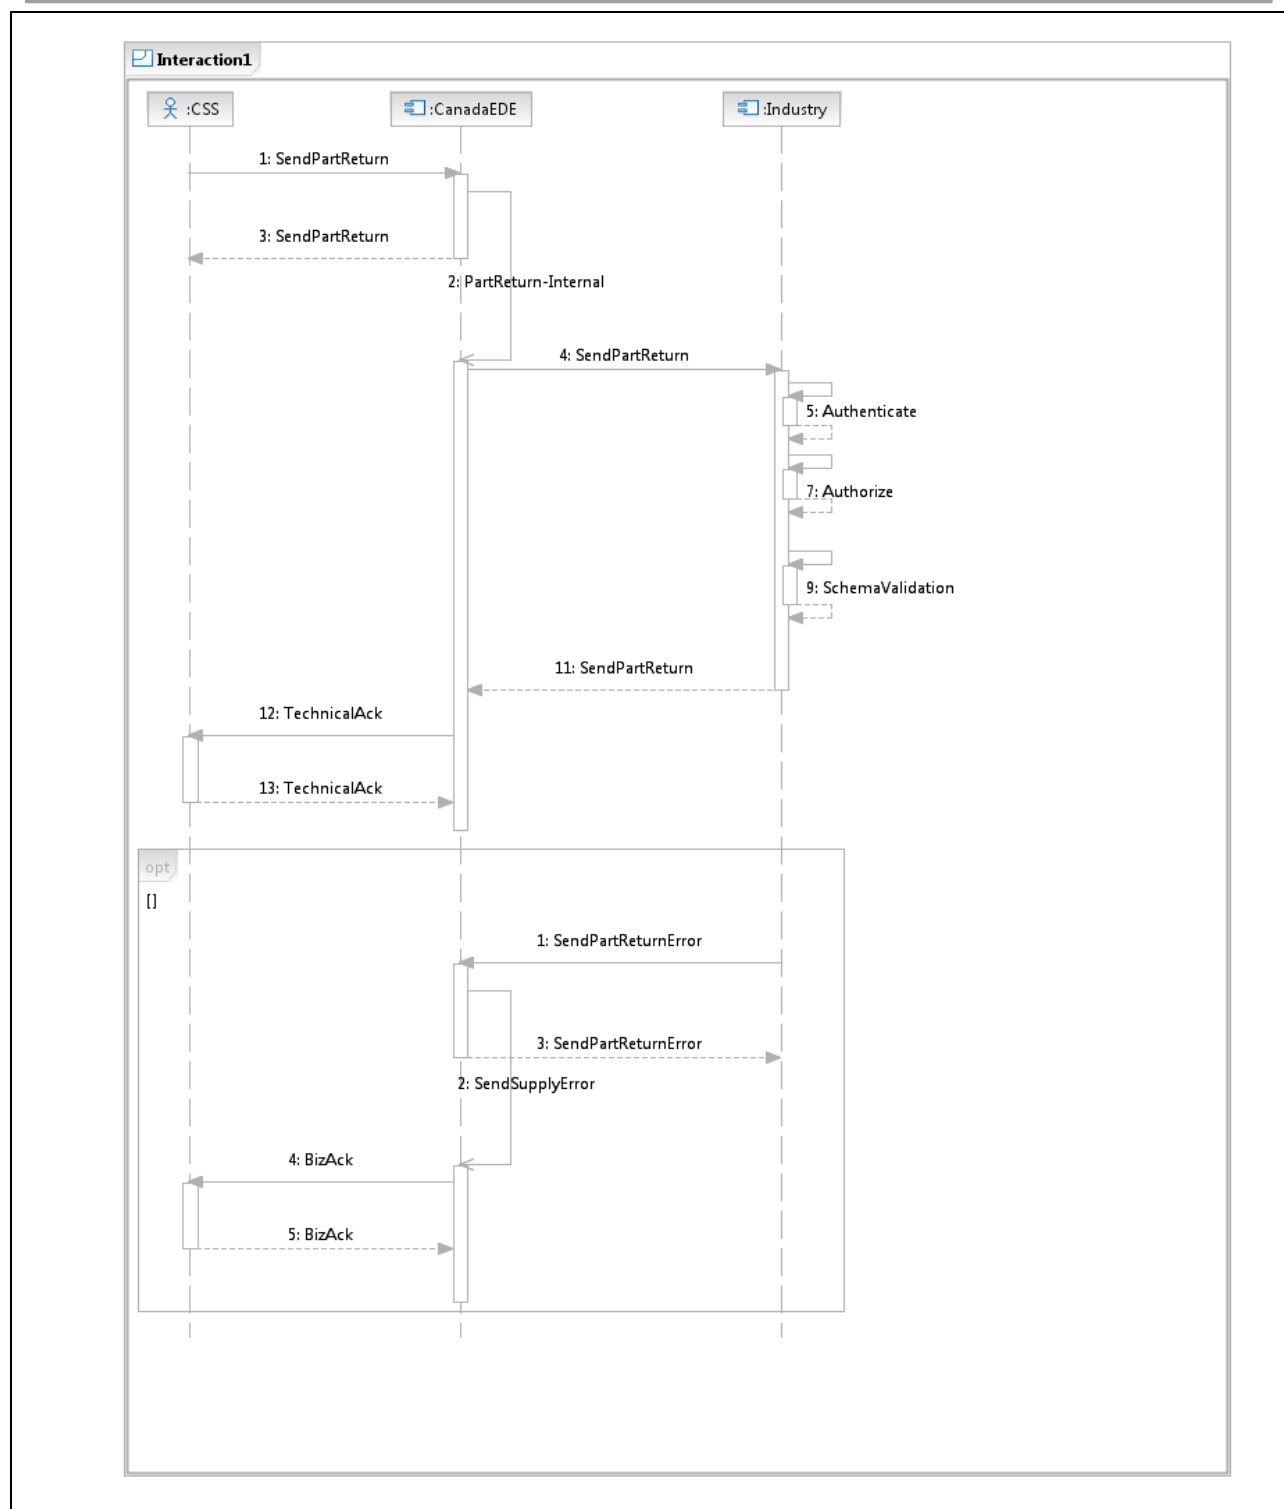 Interaction1
:CSS
:CanadaEDE
:Industry
1: SendPartReturn
3: SendPartReturn
2: PartReturn-Internal
4: SendPartReturn
5: Authenticate
7: Authorize
9: SchemaValidation
11: SendPartReturn
12: TechnicalAck
13: TechnicalAck
opt
[]
1: SendPartReturnError
3: SendPartReturnError
2: SendSupplyError
4: BizAck
5: BizAck